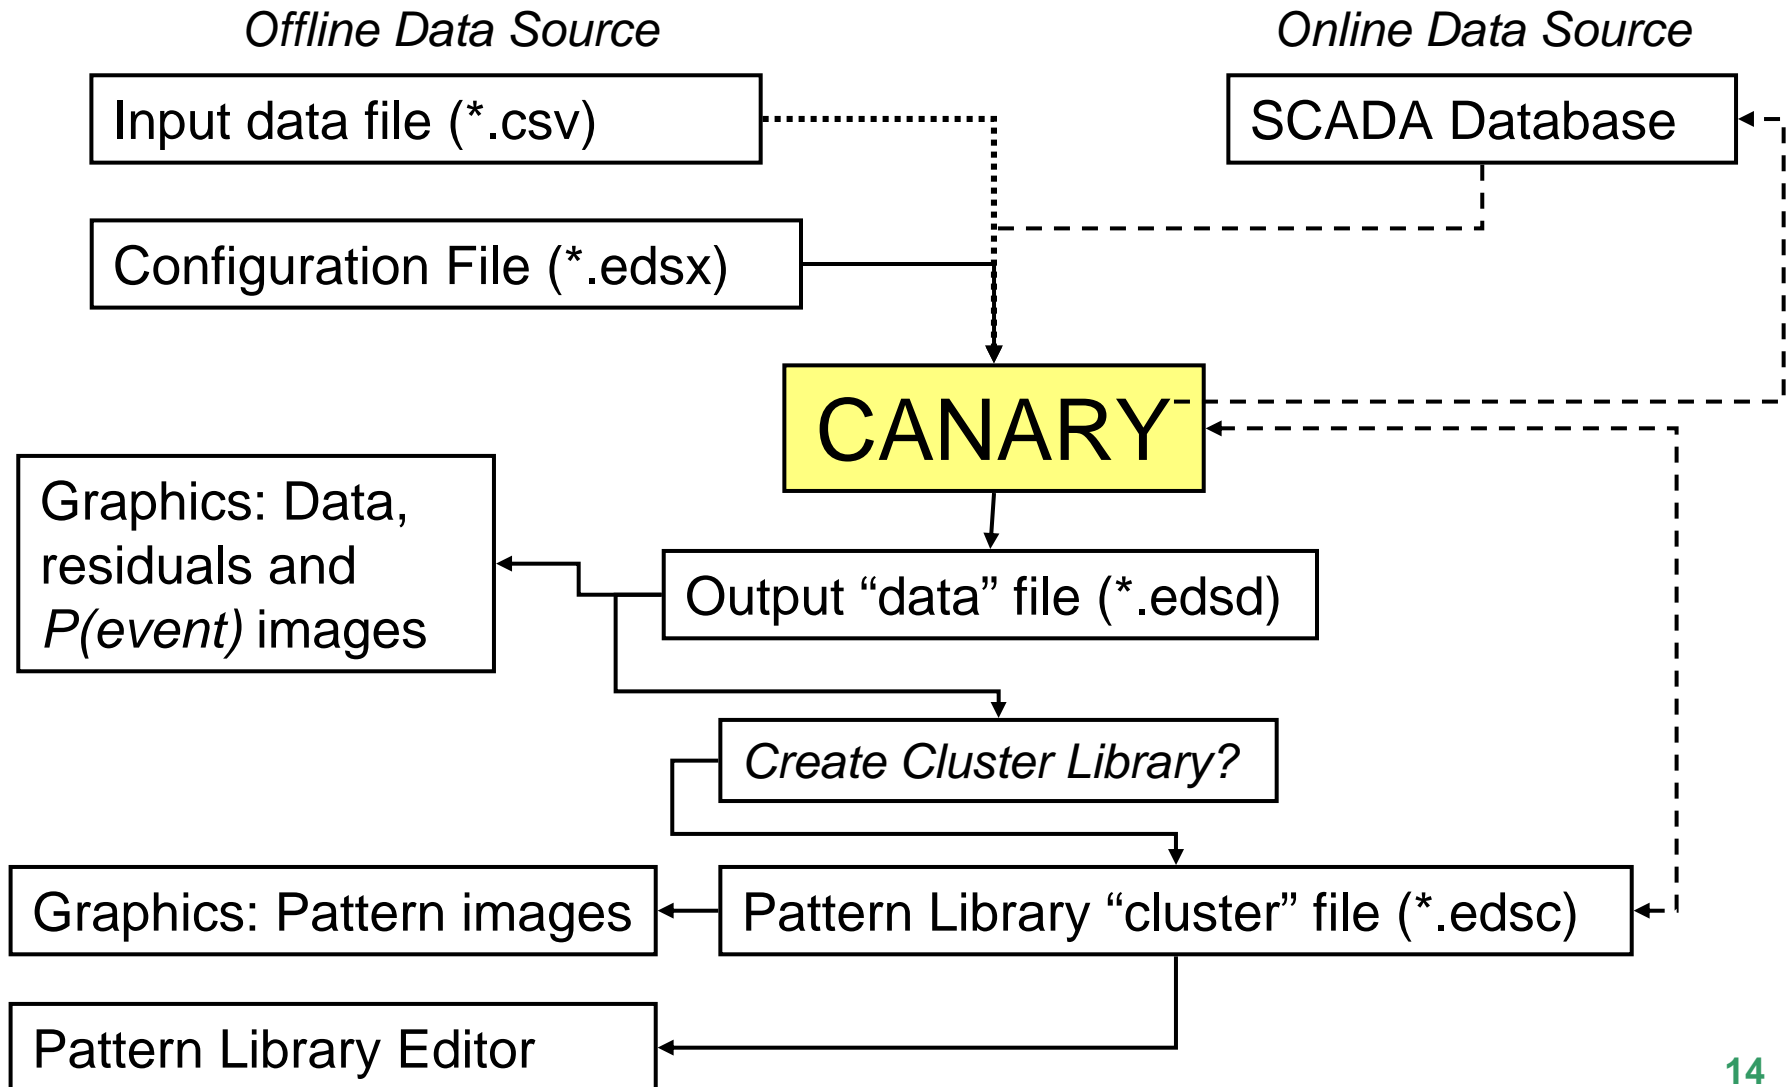 Offline Data Source
Online Data Source
Input data file (*.csv)
SCADA Database
Configuration File (*.edsx)
CANARY
Graphics: Data,
residuals and
P(event) images
Output “data” file (*.edsd)
Create Cluster Library?
Graphics: Pattern images
Pattern Library “cluster” file (*.edsc)
Pattern Library Editor
14